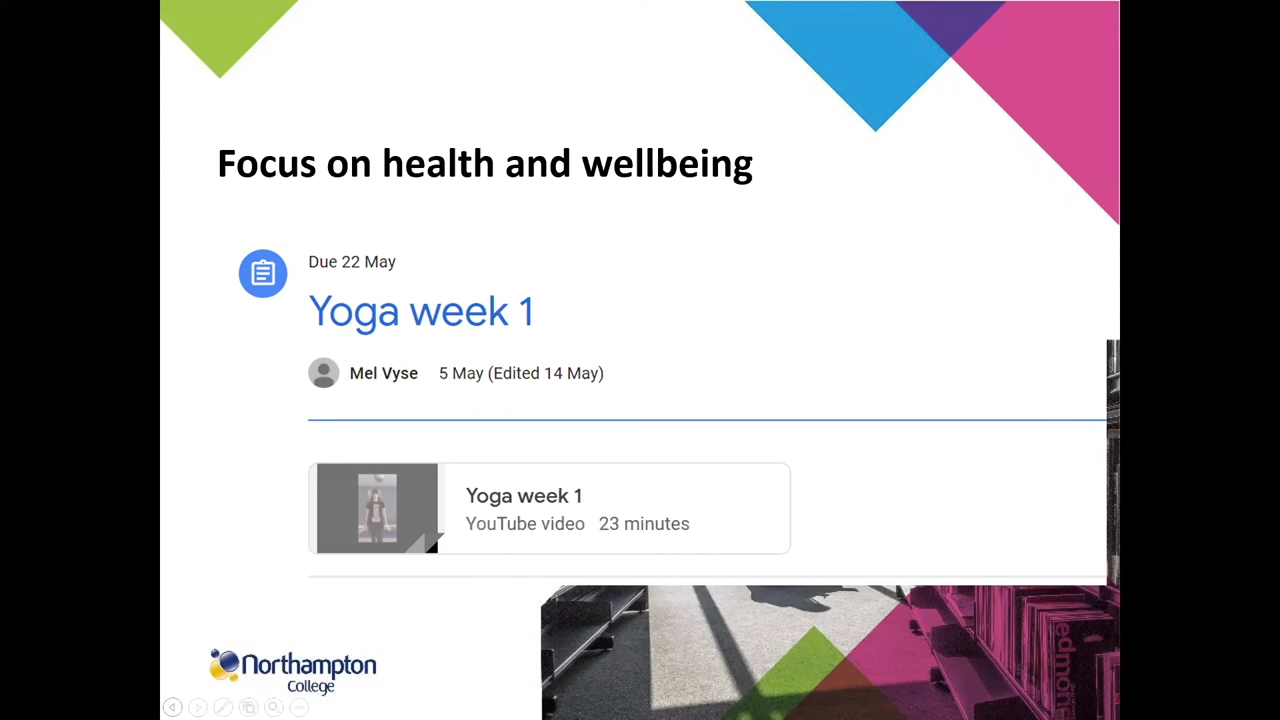 Focus on health and wellbeing
Due 22 May
Yoga week 1
Mel Vyse 5 May (Edited 14 May)
Yoga week 1
YouTube video 23 minutes
Northampton
College